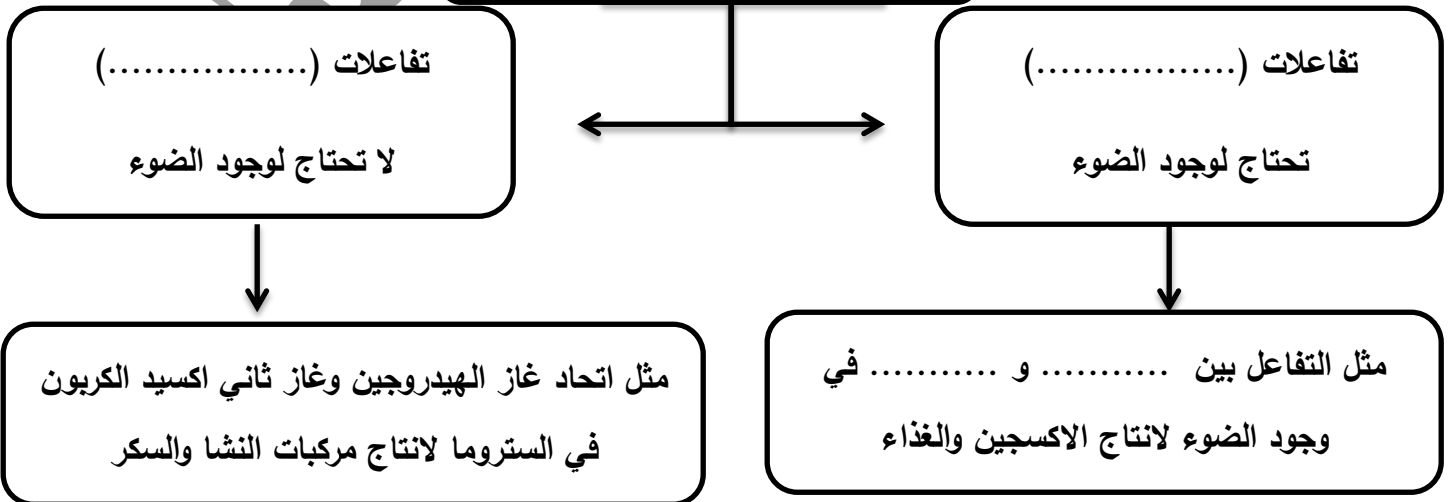 تفاعلات (.................)
تحتاج لوجود الضوء
تفاعلات (.................)
لا تحتاج لوجود الضوء
مثل التفاعل بين ........... و ........... في
وجود الضوء لانتاج الاكسجين والغذاء
مثل اتحاد غاز الهيدروجين وغاز ثاني اكسيد الكربون
في الستروما لانتاج مركبات النشا والسكر